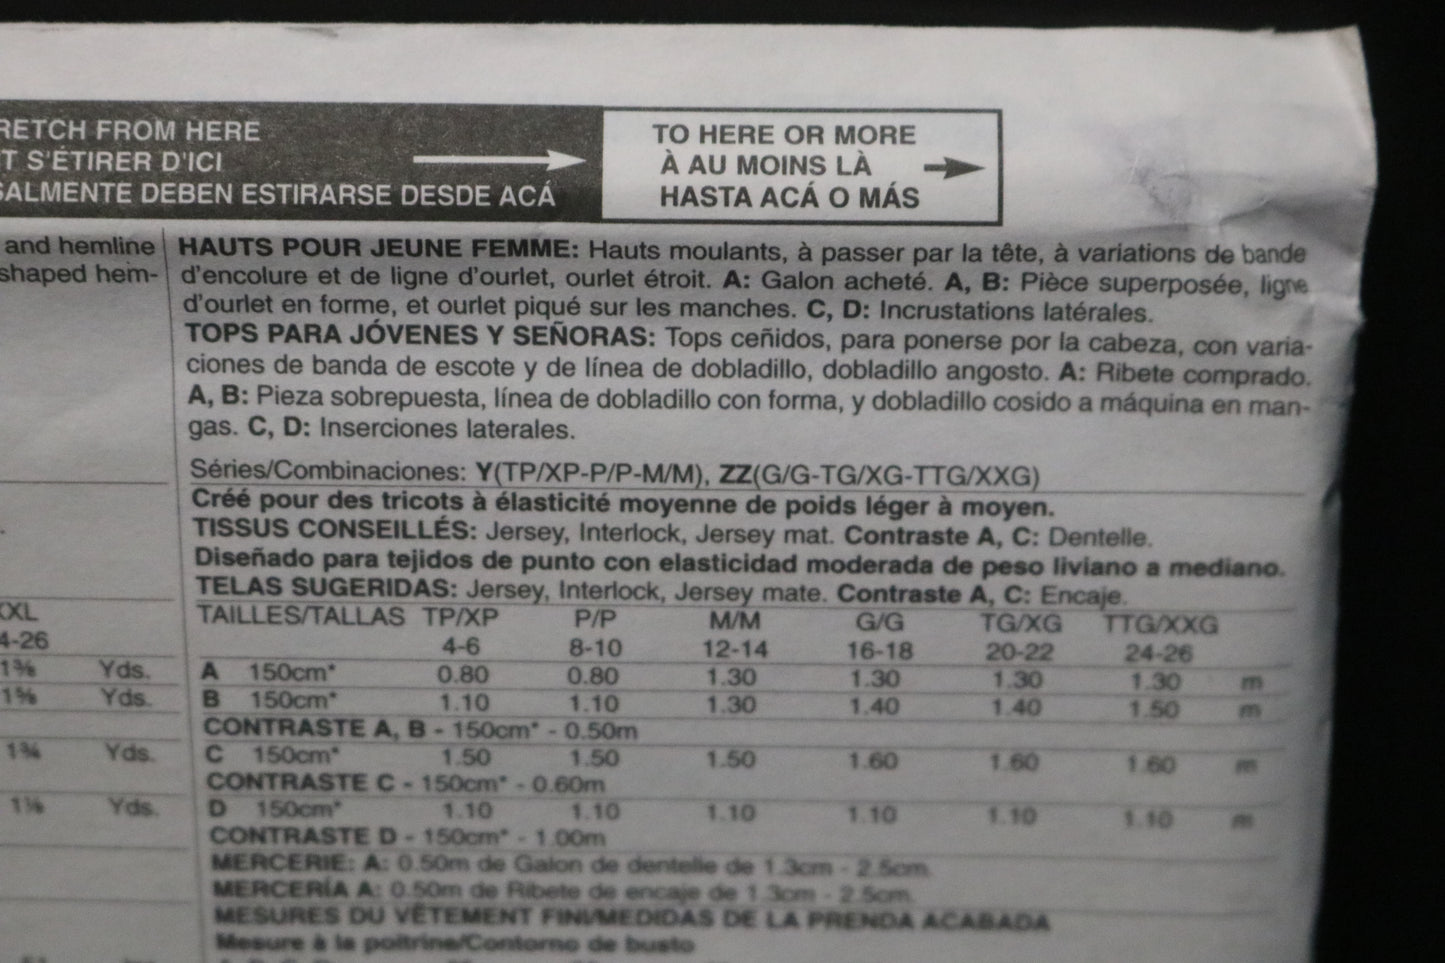 RETCH FROM HERE
T S'ÉTIRER D'ICI
SALMENTE DEBEN ESTIRARSE DESDE ACÁ
TO HERE OR MORE
À AU MOINS LÀ
HASTA ACÁ O MÁS
and hemline
shaped hem-
XXL
4-26
1⅜ Yds.
1⅝ Yds.
1¾ Yds.
1⅛ Yds.
HAUTS POUR JEUNE FEMME: Hauts moulants, à passer par la tête, à variations de bande
d'encolure et de ligne d'ourlet, ourlet étroit. A: Galon acheté. A, B: Pièce superposée, ligne
d'ourlet en forme, et ourlet piqué sur les manches. C, D: Incrustations latérales.
TOPS PARA JÓVENES Y SEÑORAS: Tops ceñidos, para ponerse por la cabeza, con varia-
ciones de banda de escote y de línea de dobladillo, dobladillo angosto. A: Ribete comprado.
A, B: Pieza sobrepuesta, línea de dobladillo con forma, y dobladillo cosido a máquina en man-
gas. C, D: Inserciones laterales.
Séries/Combinaciones: Y(TP/XP-P/P-M/M), ZZ(G/G-TG/XG-TTG/XXG)
Créé pour des tricots à élasticité moyenne de poids léger à moyen.
TISSUS CONSEILLÉS: Jersey, Interlock, Jersey mat. Contraste A, C: Dentelle.
Diseñado para tejidos de punto con elasticidad moderada de peso liviano a mediano.
TELAS SUGERIDAS: Jersey, Interlock, Jersey mate. Contraste A, C: Encaje.
TAILLES/TALLAS TP/XP P/P M/M G/G TG/XG TTG/XXG
4-6 8-10 12-14 16-18 20-22 24-26
A 150cm* 0.80 0.80 1.30 1.30 1.30 1.30 m
B 150cm* 1.10 1.10 1.30 1.40 1.40 1.50 m
CONTRASTE A, B - 150cm* - 0.50m
C 150cm* 1.50 1.50 1.50 1.60 1.60 1.60 m
CONTRASTE C - 150cm* - 0.60m
D 150cm* 1.10 1.10 1.10 1.10 1.10 1.10 m
CONTRASTE D - 150cm* - 1.00m
MERCERIE: A: 0.50m de Galon de dentelle de 1.3cm - 2.5cm.
MERCERÍA A: 0.50m de Ribete de encaje de 1.3cm - 2.5cm.
MESURES DU VÊTEMENT FINI/MEDIDAS DE LA PRENDA ACABADA
Mesure à la poitrine/Contorno de busto